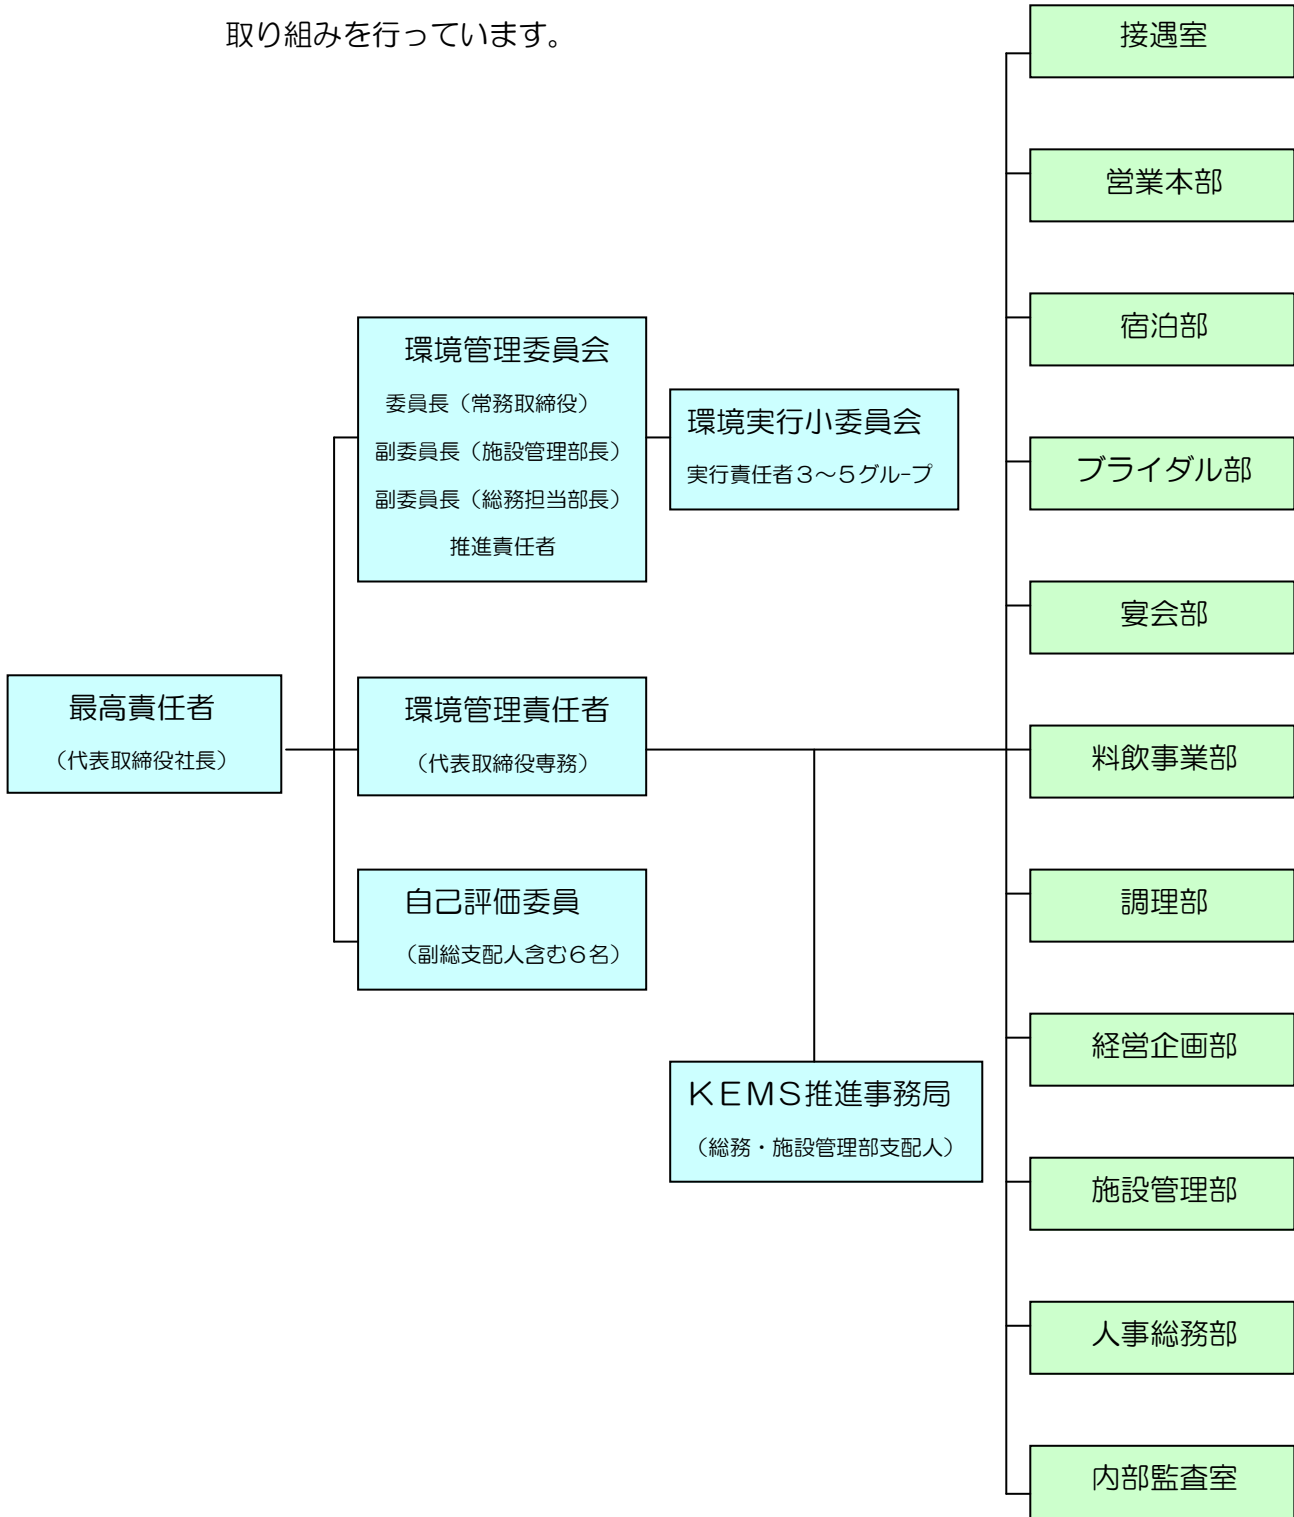 取り組みを行っています。
最高責任者
（代表取締役社長）
環境管理委員会
委員長（常務取締役）
副委員長（施設管理部長）
副委員長（総務担当部長）
推進責任者
環境実行小委員会
実行責任者３～５グループ
環境管理責任者
（代表取締役専務）
自己評価委員
（副総支配人含む６名）
ＫＥＭＳ推進事務局
（総務・施設管理部支配人）
接遇室
営業本部
宿泊部
ブライダル部
宴会部
料飲事業部
調理部
経営企画部
施設管理部
人事総務部
内部監査室